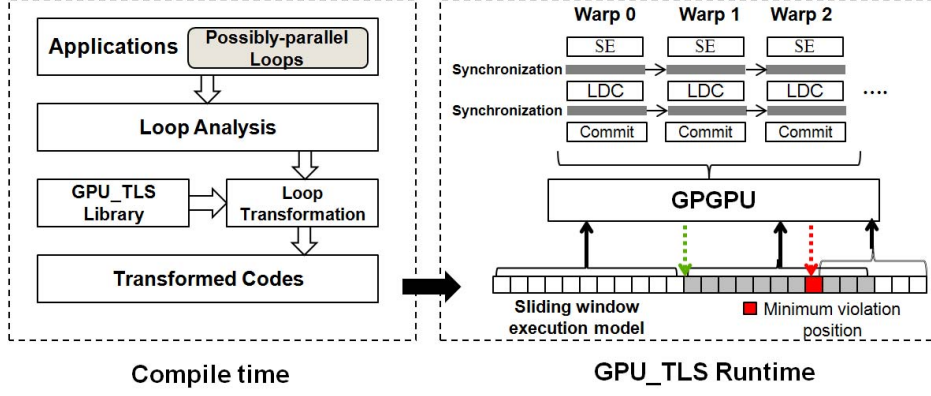 Applications
Possibly-parallel
Loops
Loop Analysis
GPU_TLS
Library
Loop
Transformation
Transformed Codes
Compile time
Warp 0 Warp 1 Warp 2
SE SE SE
Synchronization
LDC LDC LDC ....
Synchronization
Commit Commit Commit
GPGPU
Sliding window
execution model
Minimum violation
position
GPU_TLS Runtime